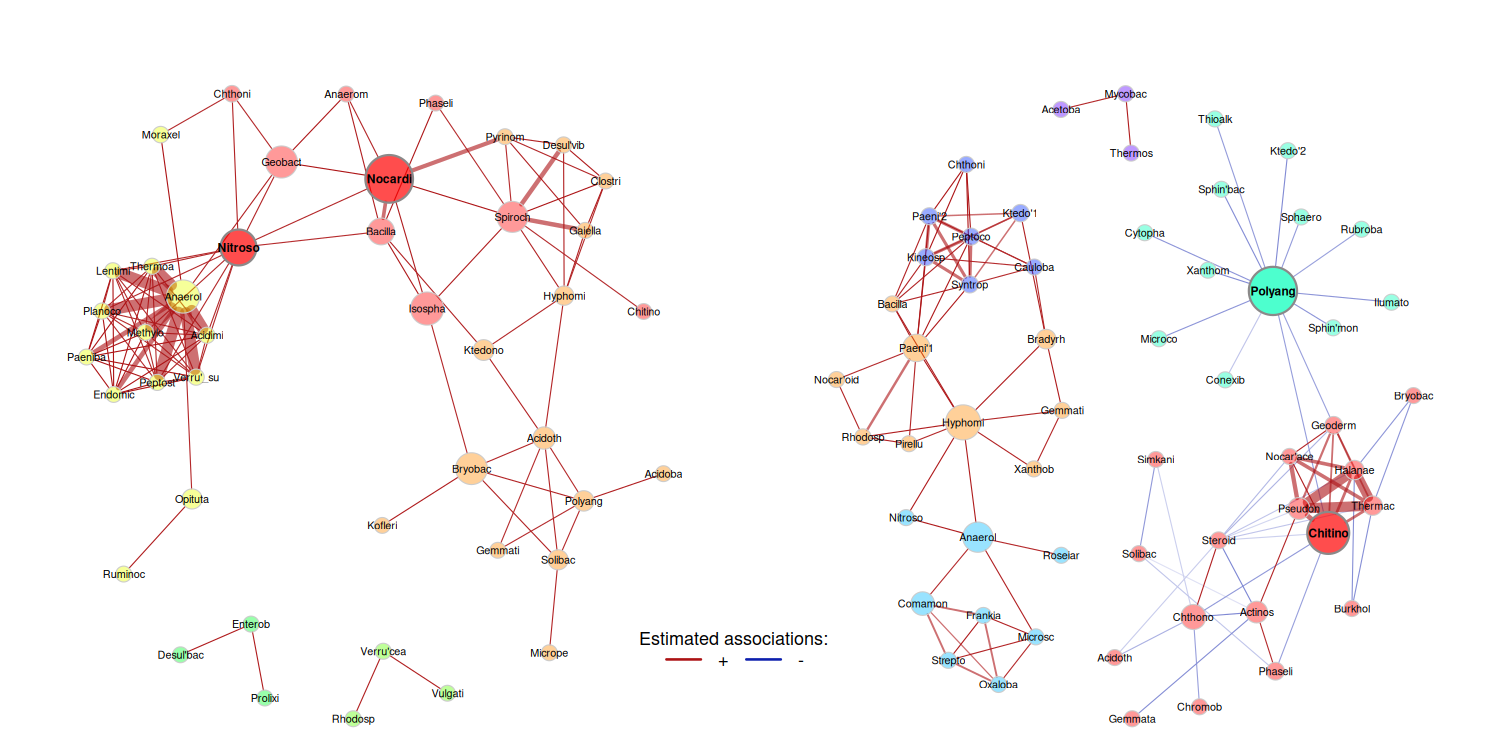 Chthoni
Anaerom
Phaseli
Moraxel
Geobact
Nocardi
Pyrinom
Desul'vib
Clostri
Spiroch
Gaiella
Bacilla
Nitroso
Lentimi
Thermoa
Anaerol
Planoco
Methylo
Acidimi
Paeniba
Verru'_su
Peptost
Endomic
Isospha
Hyphomi
Chitino
Ktedono
Acidoth
Bryobac
Acidoba
Polyang
Kofleri
Gemmati
Solibac
Opituta
Ruminoc
Enterob
Desul'bac
Prolixi
Verru'cea
Vulgati
Rhodosp
Micrope
Estimated associations:
+ -
Mycobac
Acetoba
Thermos
Chthoni
Paeni'2
Ktedo'1
Peptoco
Kineosp
Cauloba
Syntrop
Bacilla
Paeni'1
Bradyrh
Nocar'oid
Hyphomi
Gemmati
Rhodosp
Pirellu
Xanthob
Nitroso
Anaerol
Roseiar
Comamon
Frankia
Microsc
Strepto
Oxaloba
Thioalk
Ktedo'2
Sphin'bac
Sphaero
Rubroba
Cytopha
Xanthom
Polyang
Ilumato
Sphin'mon
Microco
Conexib
Bryobac
Geoderm
Simkani
Nocar'ace
Halanae
Pseudon
Thermac
Chitino
Steroid
Solibac
Burkhol
Chthono
Actinos
Acidoth
Phaseli
Chromob
Gemmata